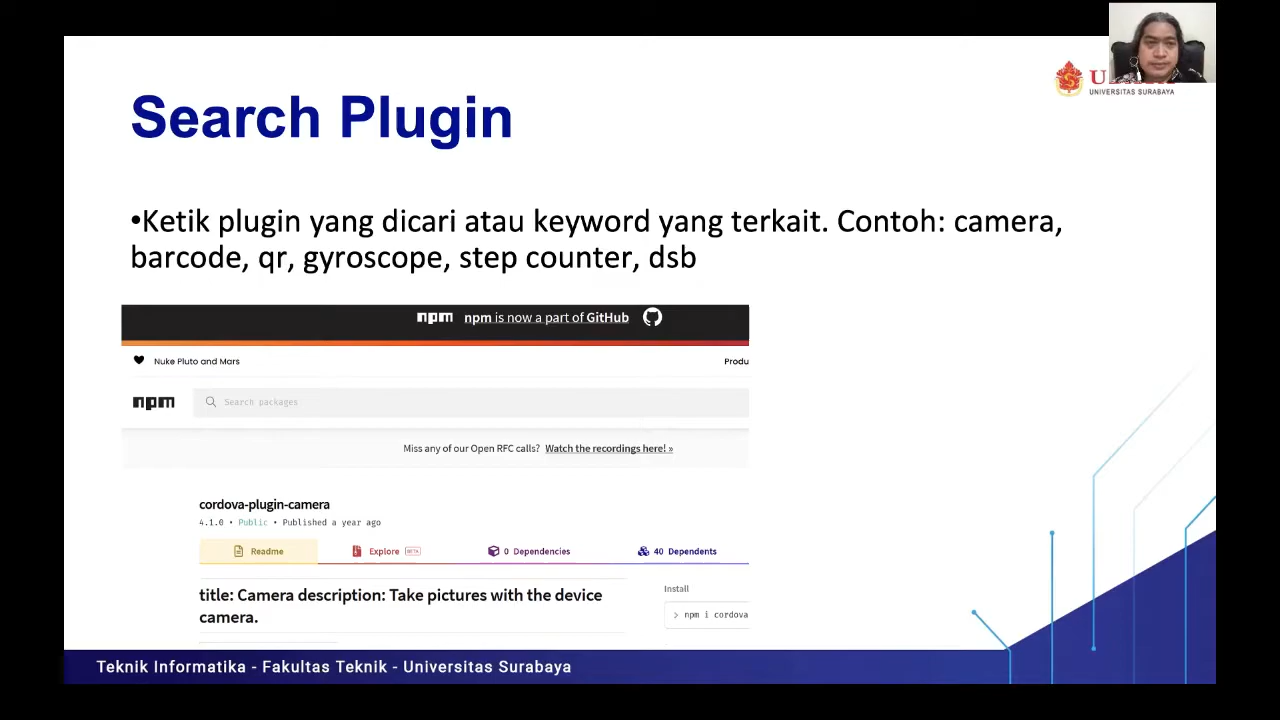 UNIVERSITAS SURABAYA
Search Plugin
•Ketik plugin yang dicari atau keyword yang terkait. Contoh: camera,
barcode, qr, gyroscope, step counter, dsb
npm npm is now a part of GitHub
Nuke Pluto and Mars Produ
npm Search packages
Miss any of our Open RFC calls? Watch the recordings here! »
cordova-plugin-camera
4.1.0 • Public • Published a year ago
Readme Explore BETA 0 Dependencies 40 Dependents
title: Camera description: Take pictures with the device
camera.
Install
> npm i cordova
Teknik Informatika - Fakultas Teknik - Universitas Surabaya